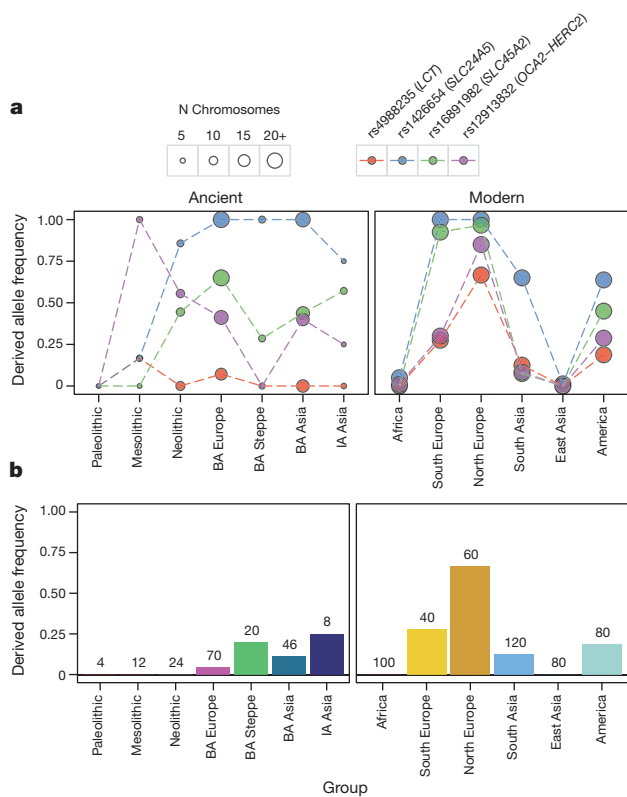 a
N Chromosomes
5 10 15 20+
rs4988235 (LCT)
rs1426654 (SLC24A5)
rs16891982 (SLC45A2)
rs12913832 (OCA2–HERC2)
Ancient
Modern
Derived allele frequency
1.00
0.75
0.50
0.25
0
Paleolithic
Mesolithic
Neolithic
BA Europe
BA Steppe
BA Asia
IA Asia
Africa
South Europe
North Europe
South Asia
East Asia
America
b
Derived allele frequency
1.00
0.75
0.50
0.25
0
4 12 24 70 20 46 8
100 40 60 120 80 80
Paleolithic
Mesolithic
Neolithic
BA Europe
BA Steppe
BA Asia
IA Asia
Africa
South Europe
North Europe
South Asia
East Asia
America
Group